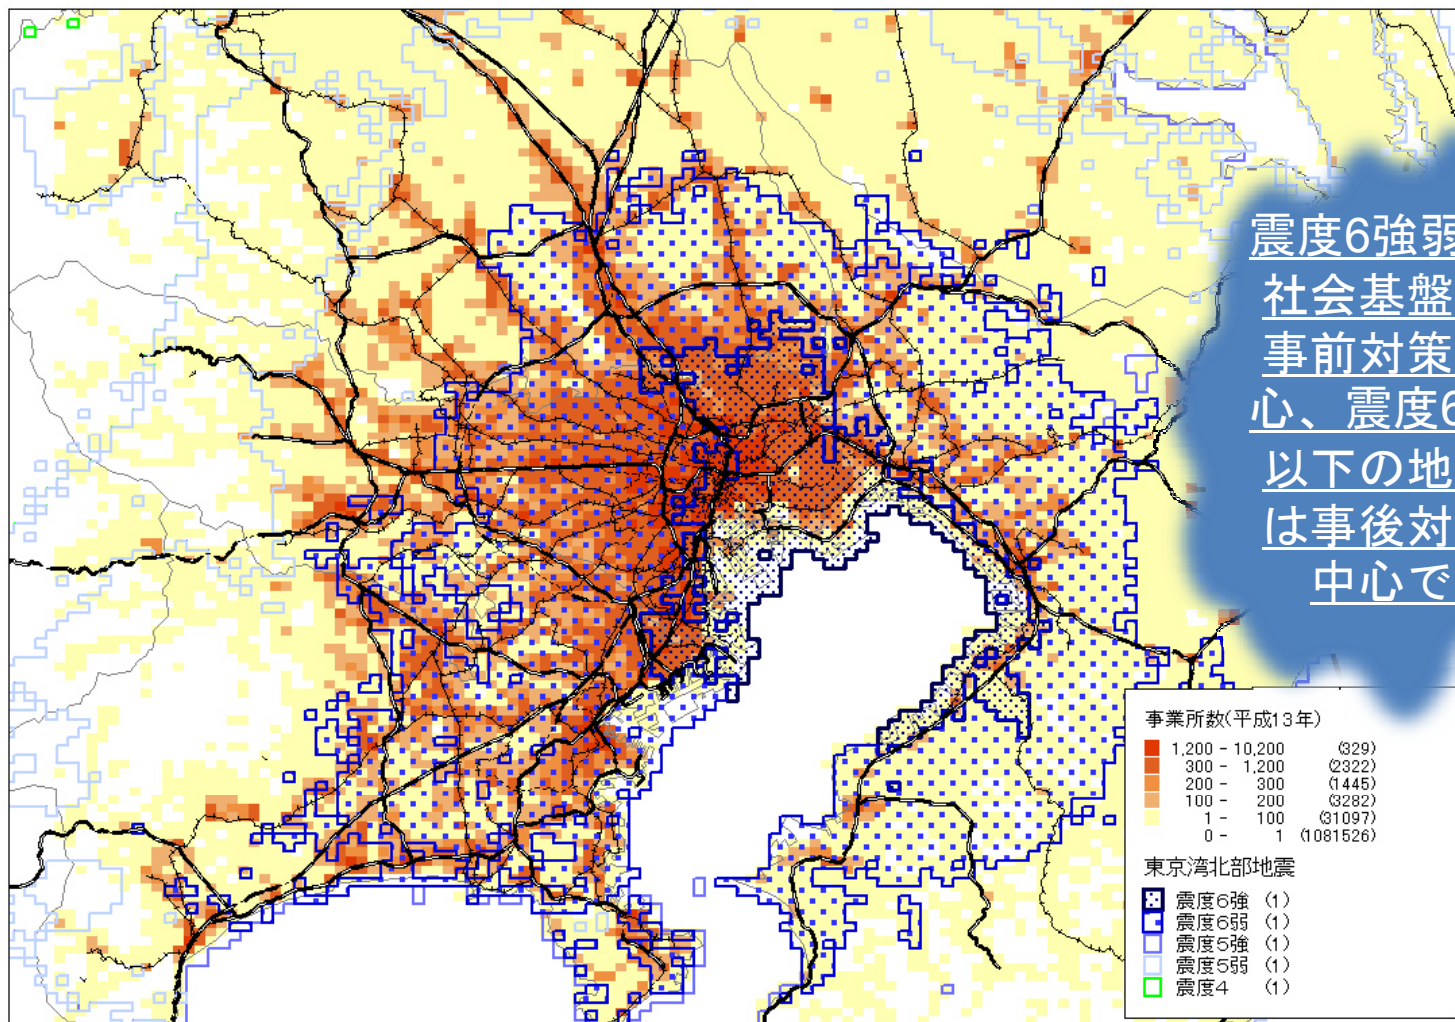 震度6強弱
社会基盤
事前対策
心、震度6
以下の地
は事後対
中心で
事業所数(平成13年)
1,200 - 10,200 (329)
300 - 1,200 (2322)
200 - 300 (1445)
100 - 200 (3282)
1 - 100 (31097)
0 - 1 (1081526)
東京湾北部地震
震度6強 (1)
震度6弱 (1)
震度5強 (1)
震度5弱 (1)
震度4 (1)